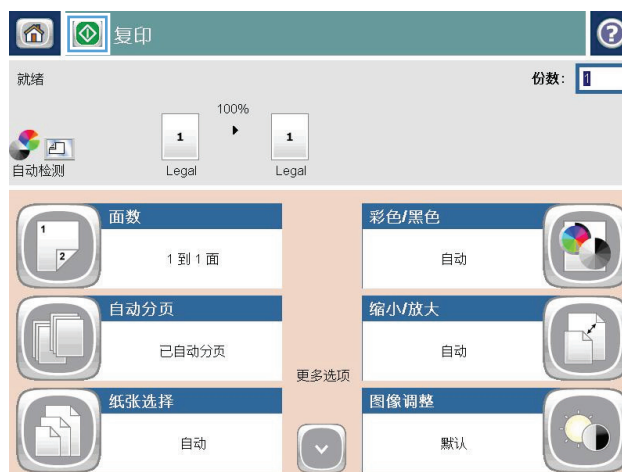 复印
?
就绪
份数: 1
100%
1
1
自动检测
Legal
Legal
面数
1 到 1 面
1
2
彩色/黑色
自动
自动分页
已自动分页
缩小/放大
自动
更多选项
纸张选择
自动
图像调整
默认